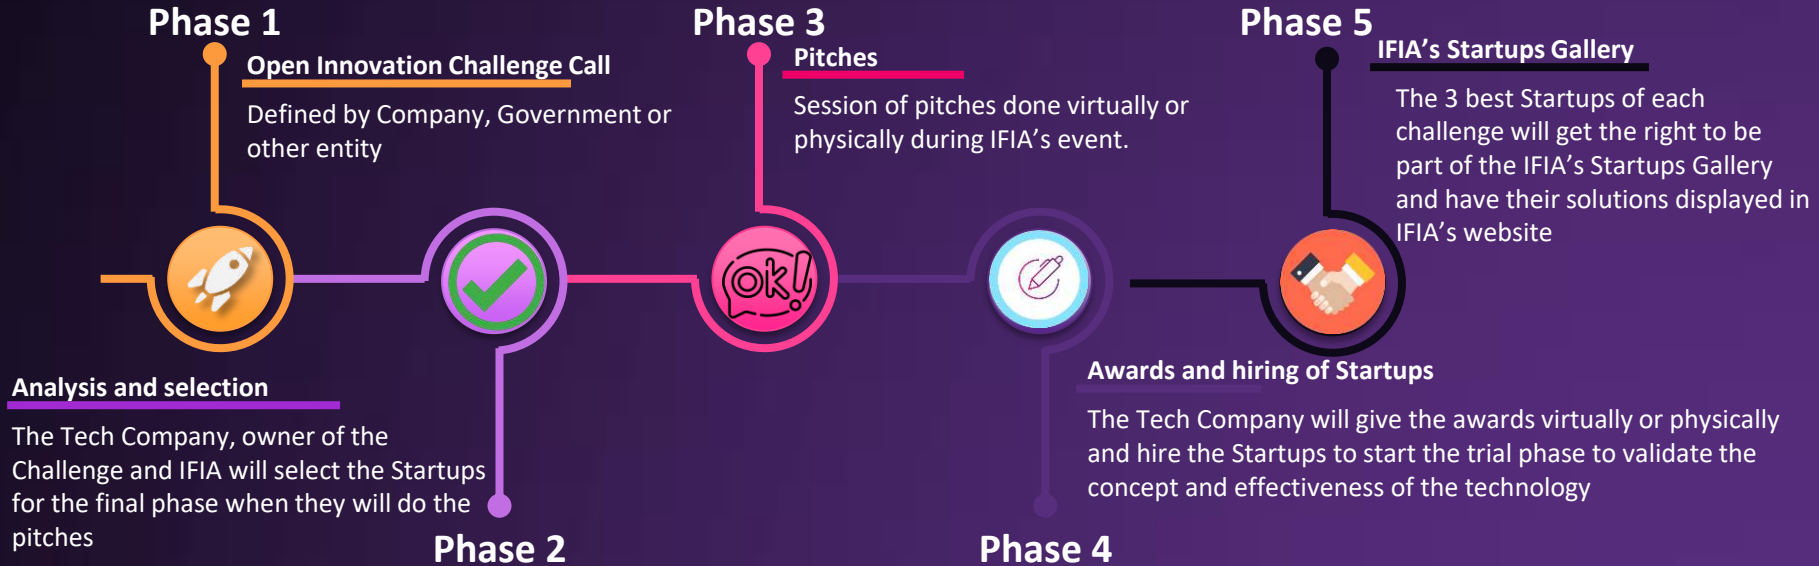 Phase 1
Open Innovation Challenge Call
Defined by Company, Government or
other entity
Analysis and selection
The Tech Company, owner of the
Challenge and IFIA will select the Startups
for the final phase when they will do the
pitches
Phase 2
Phase 3
Pitches
Session of pitches done virtually or
physically during IFIA’s event.
ok!
Awards and hiring of Startups
The Tech Company will give the awards virtually or physically
and hire the Startups to start the trial phase to validate the
concept and effectiveness of the technology
Phase 4
Phase 5
IFIA’s Startups Gallery
The 3 best Startups of each
challenge will get the right to be
part of the IFIA’s Startups Gallery
and have their solutions displayed in
IFIA’s website